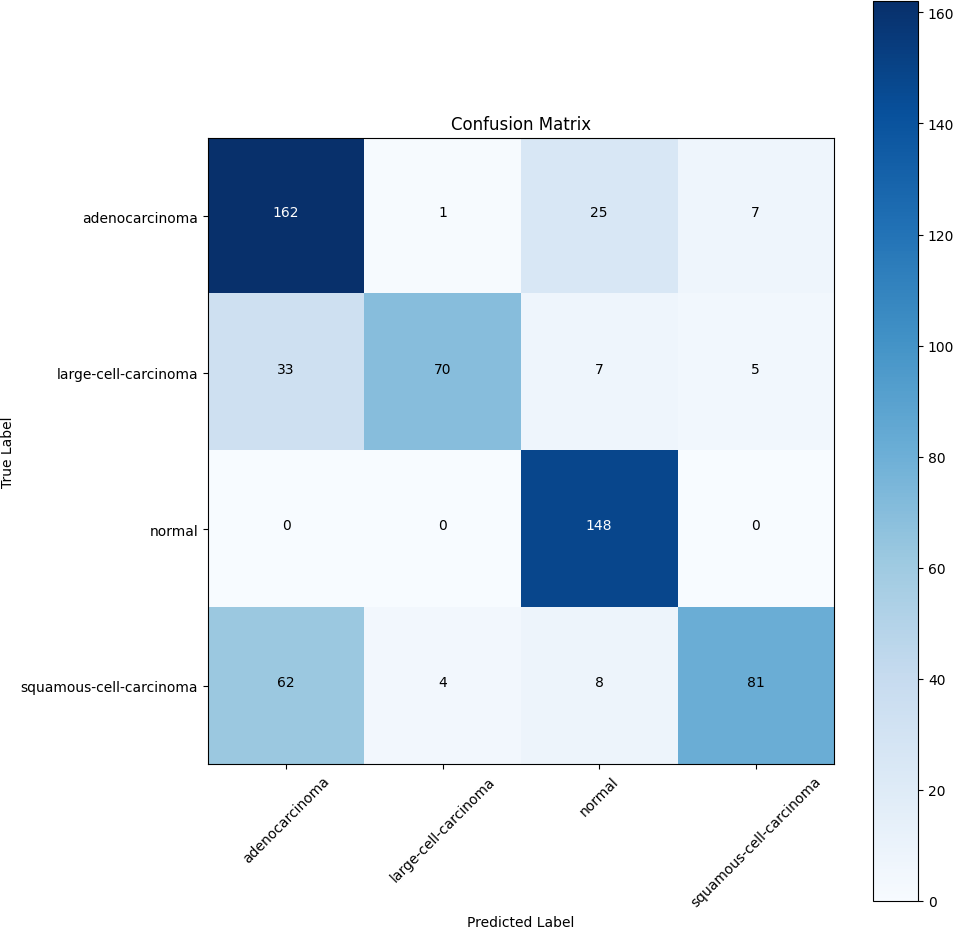 Confusion Matrix
True Label
adenocarcinoma 162 1 25 7
large-cell-carcinoma 33 70 7 5
normal 0 0 148 0
squamous-cell-carcinoma 62 4 8 81
adenocarcinoma large-cell-carcinoma normal squamous-cell-carcinoma
Predicted Label
160
140
120
100
80
60
40
20
0